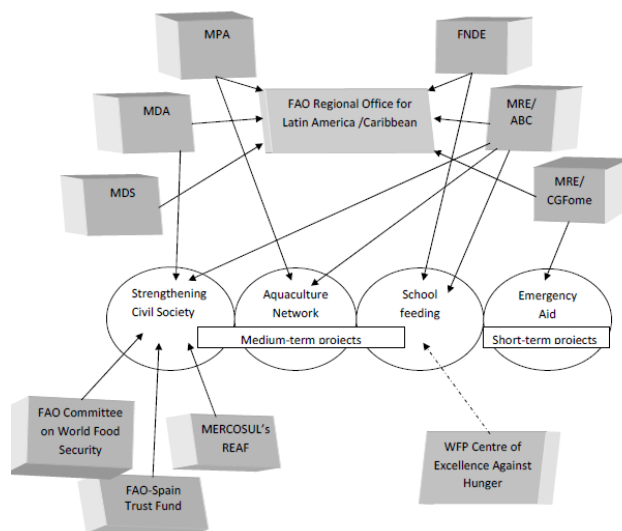 MPA
FNDE
FAO Regional Office for
Latin America /Caribbean
MDA
MRE/
ABC
MDS
MRE/
CGFome
Strengthening
Civil Society
Aquaculture
Network
School
feeding
Emergency
Aid
Medium-term projects
Short-term projects
FAO Committee
on World Food
Security
MERCOSUL's
REAF
FAO-Spain
Trust Fund
WFP Centre of
Excellence Against
Hunger